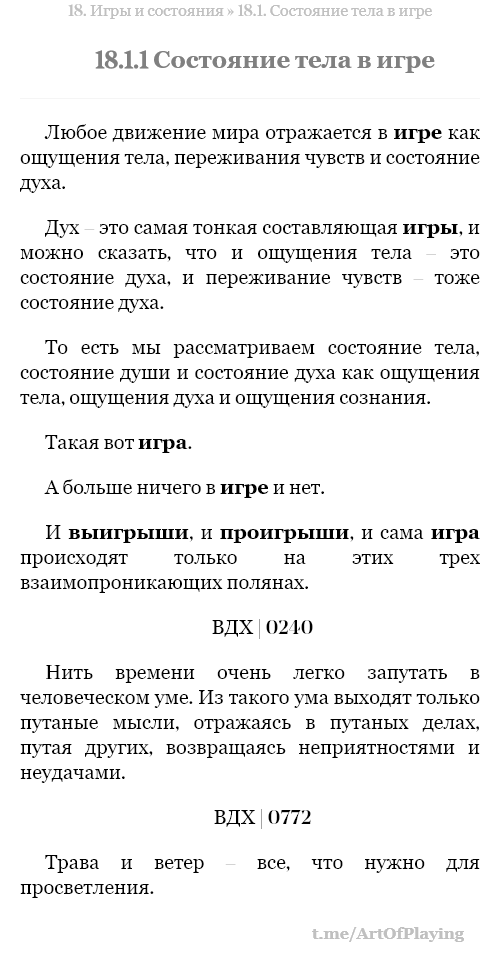 18. Игры и состояния » 18.1. Состояние тела в игре
18.1.1 Состояние тела в игре
Любое движение мира отражается в игре как
ощущения тела, переживания чувств и состояние
духа.
Дух – это самая тонкая составляющая игры, и
можно сказать, что и ощущения тела – это
состояние духа, и переживание чувств – тоже
состояние духа.
То есть мы рассматриваем состояние тела,
состояние души и состояние духа как ощущения
тела, ощущения духа и ощущения сознания.
Такая вот игра.
А больше ничего в игре и нет.
И выигрыши, и проигрыши, и сама игра
происходят только на этих трех
взаимопроникающих полянах.
ВДХ | 0240
Нить времени очень легко запутать в
человеческом уме. Из такого ума выходят только
путаные мысли, отражаясь в путаных делах,
путая других, возвращаясь неприятностями и
неудачами.
ВДХ | 0772
Трава и ветер – все, что нужно для
просветления.
t.me/ArtOfPlaying